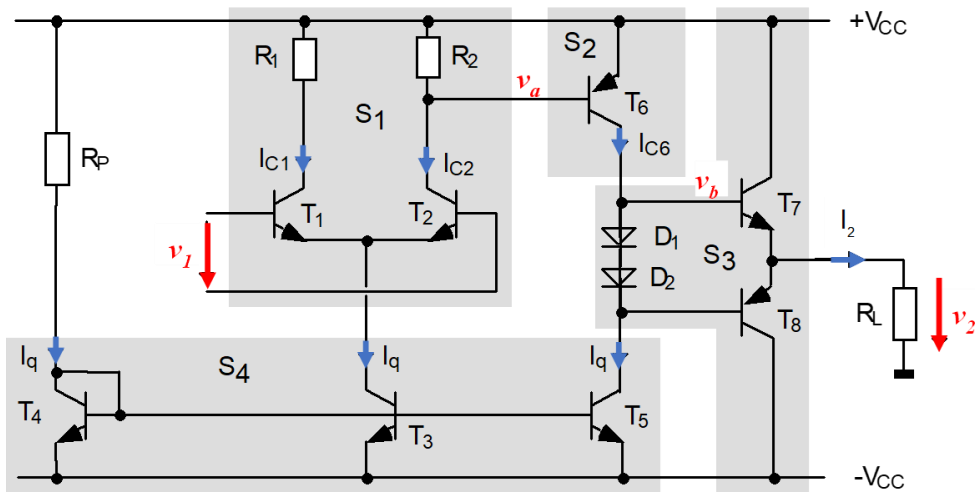 +VCC
R1
R2
S2
va
T6
S1
RP
IC1
IC2
IC6
vb
T7
T1
T2
v1
D1
I2
S3
D2
RL
v2
T8
Iq
Iq
Iq
S4
T4
T3
T5
-VCC